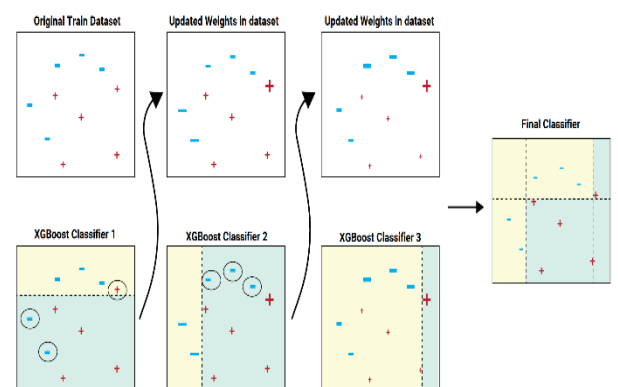 Original Train Dataset
Updated Weights in dataset
Updated Weights in dataset
Final Classifier
XGBoost Classifier 1
XGBoost Classifier 2
XGBoost Classifier 3